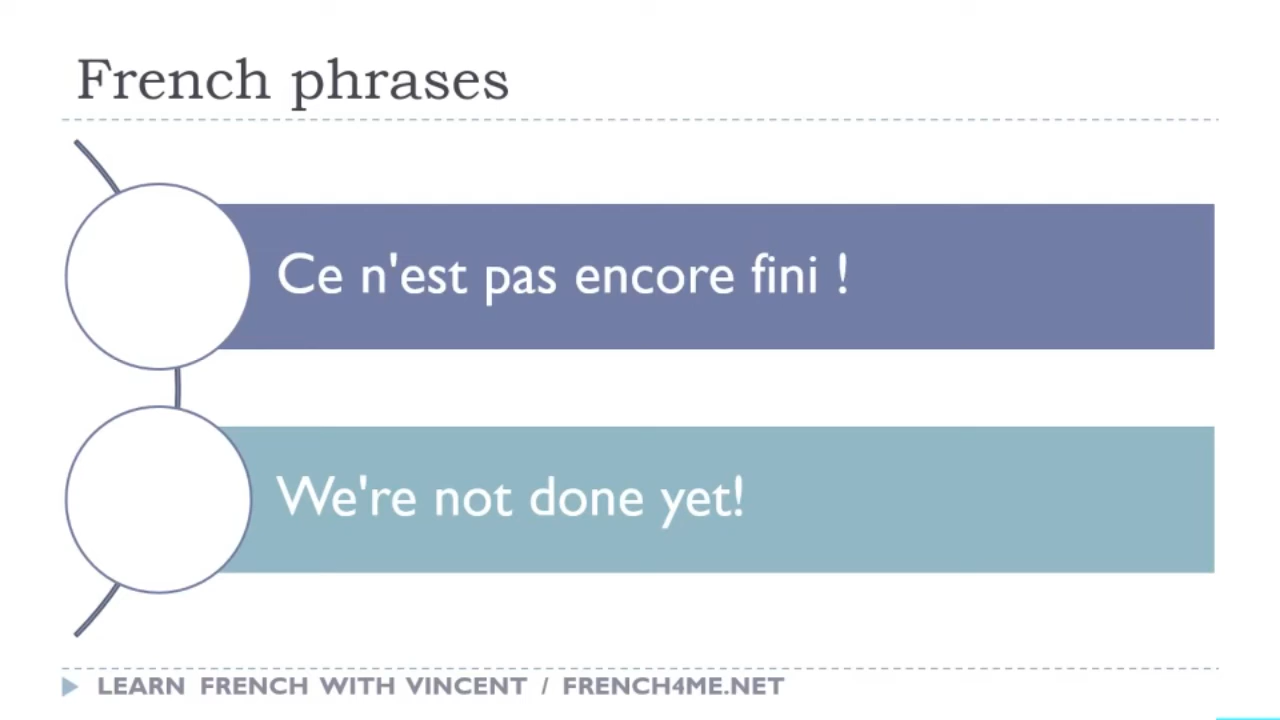 French phrases
Ce n'est pas encore fini !
We're not done yet!
LEARN FRENCH WITH VINCENT / FRENCH4ME.NET